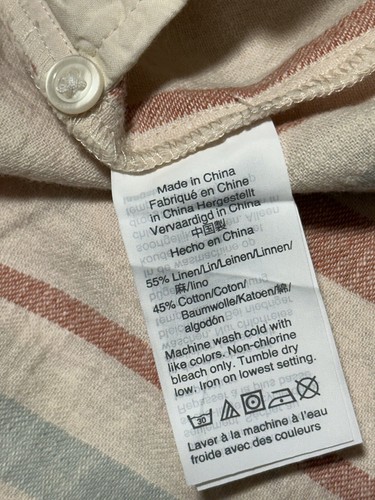 Made in China
Fabriqué en Chine
in China Hergestellt
Vervaardigd in China
中国製
Hecho en China
55% Linen/Lin/Leinen/Linnen/
麻/lino
45% Cotton/Coton/
Baumwolle/Katoen/綿/
algodón
Machine wash cold with
like colors. Non-chlorine
bleach only. Tumble dry
low. Iron on lowest setting.
30
Laver à la machine à l'eau
froide avec des couleurs